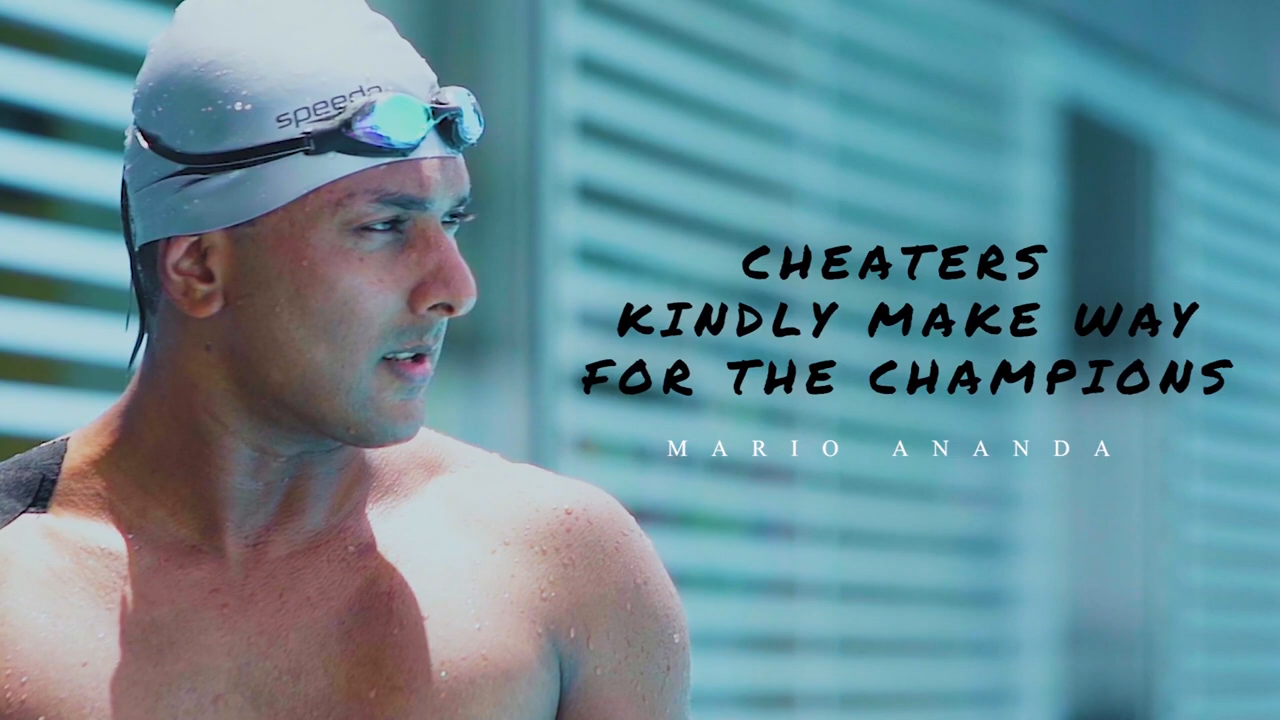 speedo
CHEATERS
KINDLY MAKE WAY
FOR THE CHAMPIONS
MARIO ANANDA